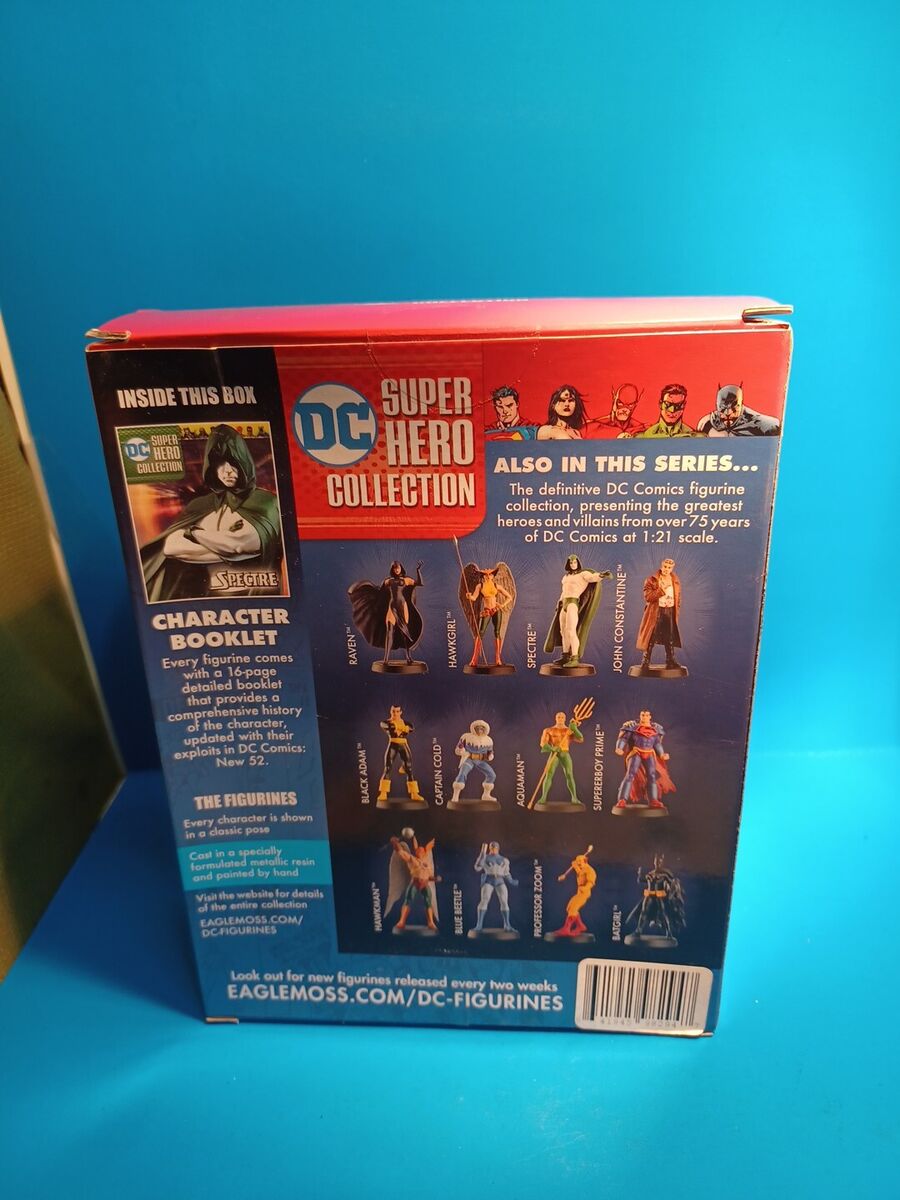 COLLECTION
INSIDE THIS BOX
DC
SUPER
HERO
COLLECTION
SPECTRE
CHARACTER
BOOKLET
Every figurine comes
with a 16-page
detailed booklet
that provides a
comprehensive history
of the character,
updated with their
exploits in DC Comics:
New 52.
THE FIGURINES
Every character is shown
in a classic pose
Cast in a specially
formulated metallic resin
and painted by hand
Visit the website for details
of the entire collection
EAGLEMOSS.COM/
DC-FIGURINES
DC
SUPER
HERO
COLLECTION
ALSO IN THIS SERIES...
The definitive DC Comics figurine
collection, presenting the greatest
heroes and villains from over 75 years
of DC Comics at 1:21 scale.
RAVEN™
HAWKGIRL™
SPECTRE™
JOHN CONSTANTINE™
BLACK ADAM™
CAPTAIN COLD™
AQUAMAN™
SUPERERBOY PRIME™
HAWKMAN™
BLUE BEETLE™
PROFESSOR ZOOM™
BATGIRL™
Look out for new figurines released every two weeks
EAGLEMOSS.COM/DC-FIGURINES